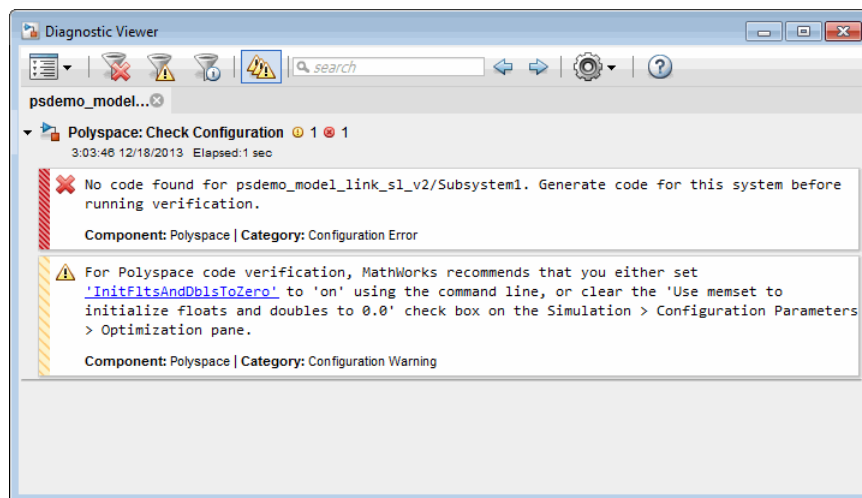 Diagnostic Viewer
search
psdemo_model...
Polyspace: Check Configuration 1 1
3:03:46 12/18/2013 Elapsed:1 sec
No code found for psdemo_model_link_sl_v2/Subsystem1. Generate code for this system before
running verification.
Component: Polyspace | Category: Configuration Error
For Polyspace code verification, MathWorks recommends that you either set
'InitFltsAndDblsToZero' to 'on' using the command line, or clear the 'Use memset to
initialize floats and doubles to 0.0' check box on the Simulation > Configuration Parameters
> Optimization pane.
Component: Polyspace | Category: Configuration Warning